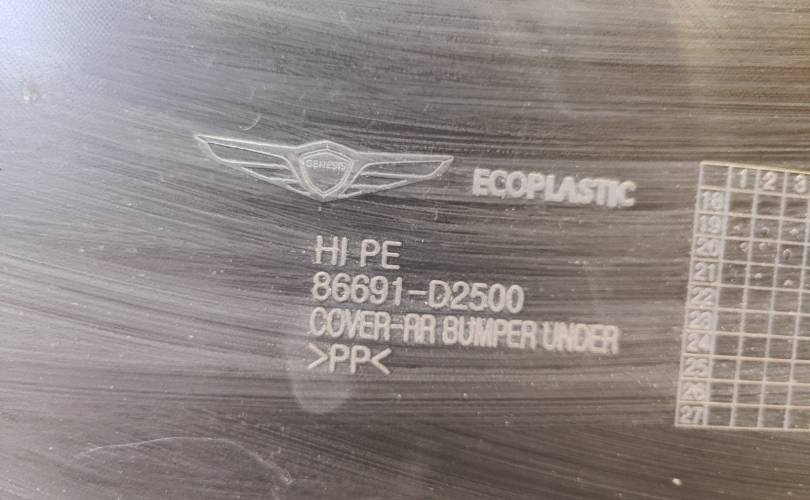 GENESIS
ECOPLASTIC
HI PE
86691-D2500
COVER-RR BUMPER UNDER
>PP<
1 2 3
18
19
20
21
22
23
24
25
26
27